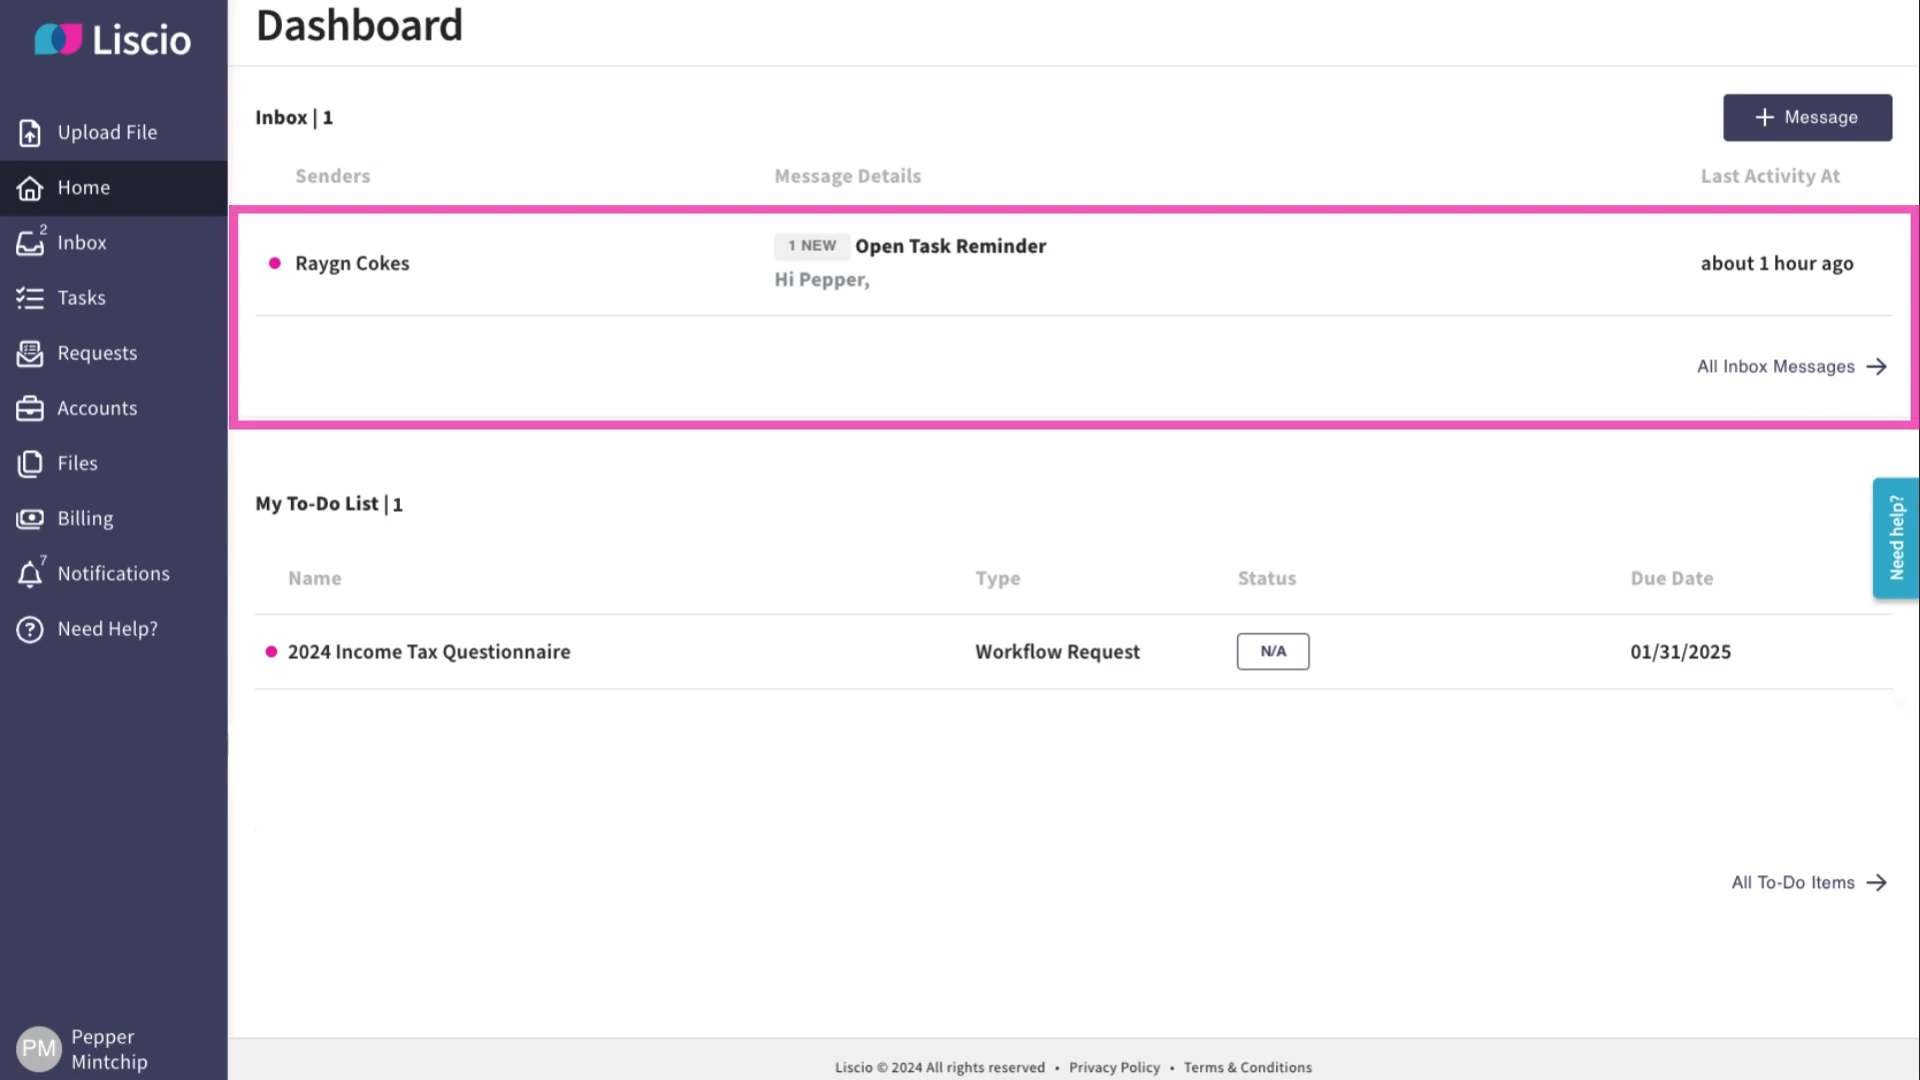 Liscio
Upload File
Home
2
Inbox
Tasks
Requests
Accounts
Files
Billing
7
Notifications
Need Help?
PM
Pepper
Mintchip
Dashboard
Inbox | 1
+ Message
Senders Message Details Last Activity At
Raygn Cokes
1 NEW Open Task Reminder
Hi Pepper,
about 1 hour ago
All Inbox Messages →
My To-Do List | 1
Name Type Status Due Date
2024 Income Tax Questionnaire Workflow Request N/A 01/31/2025
All To-Do Items →
Need help?
Liscio © 2024 All rights reserved • Privacy Policy • Terms & Conditions